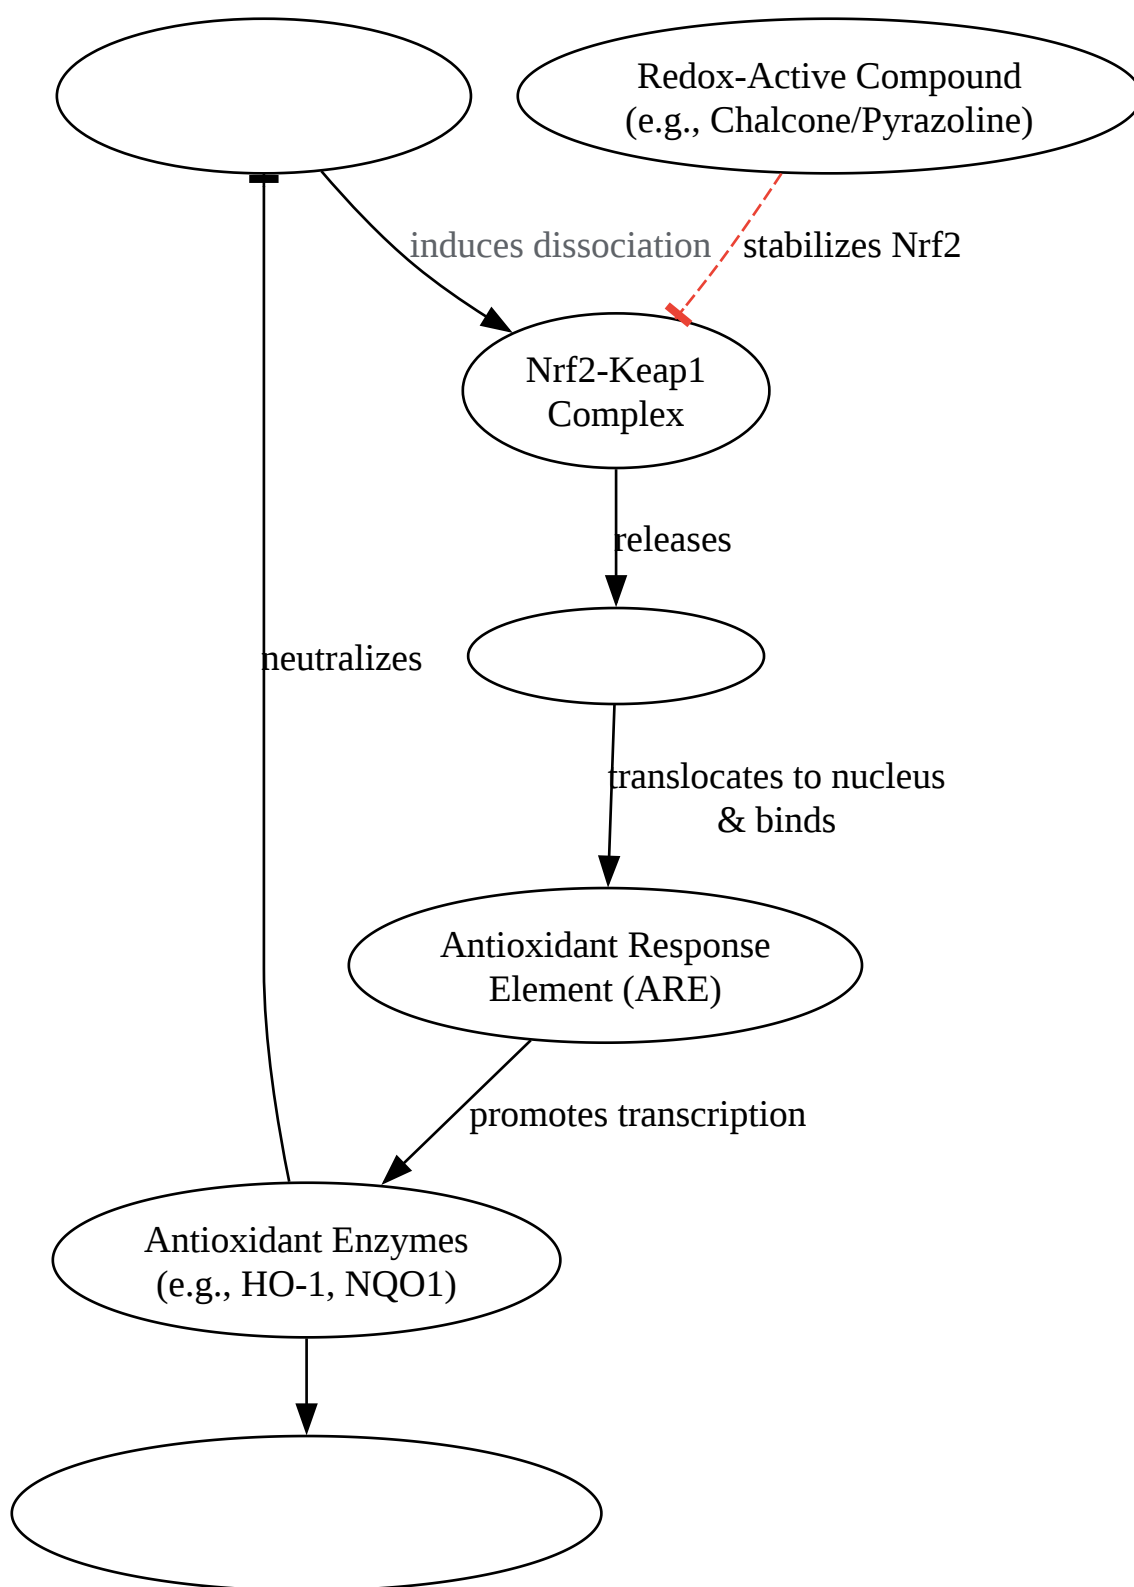 Redox-Active Compound
(e.g., Chalcone/Pyrazoline)
induces dissociation
stabilizes Nrf2
Nrf2-Keap1
Complex
releases
neutralizes
translocates to nucleus
& binds
Antioxidant Response
Element (ARE)
promotes transcription
Antioxidant Enzymes
(e.g., HO-1, NQO1)